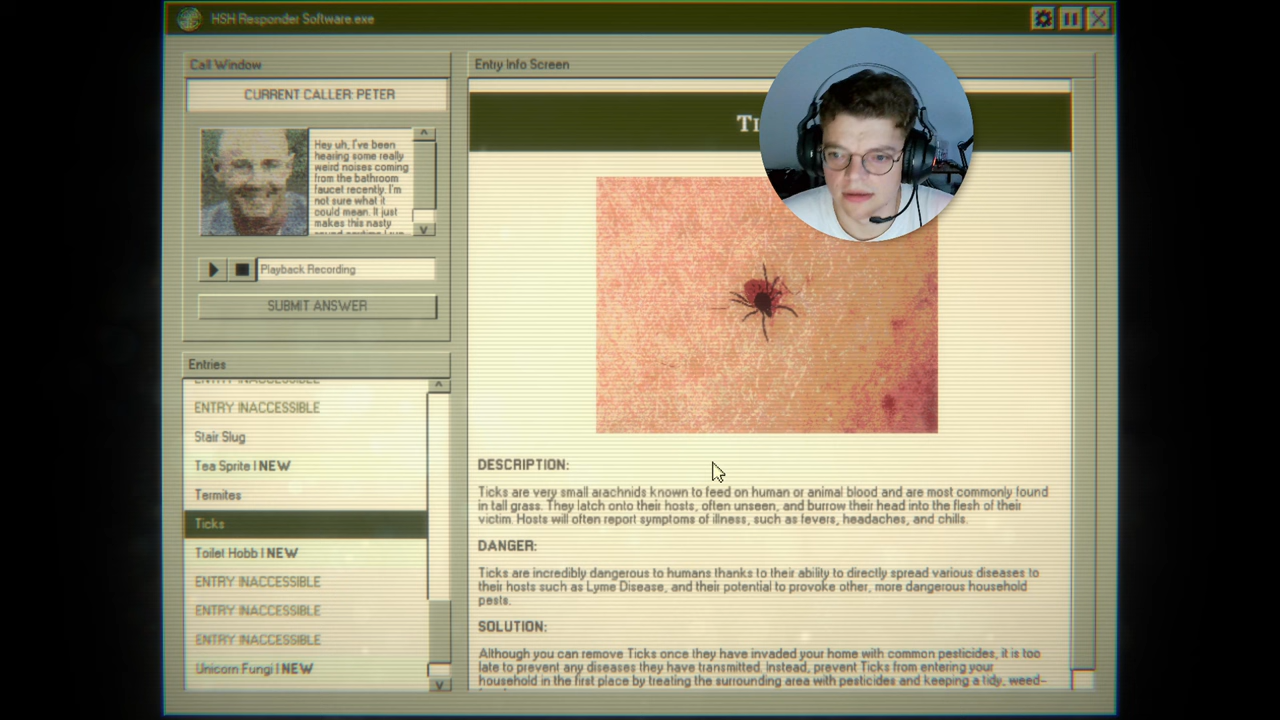 HSH Responder Software.exe
Call Window
CURRENT CALLER: PETER
Hey uh, I've been
hearing some really
weird noises coming
from the bathroom
faucet recently. I'm
not sure what it
could mean. It just
makes this nasty
Playback Recording
SUBMIT ANSWER
Entries
ENTRY INACCESSIBLE
ENTRY INACCESSIBLE
Stair Slug
Tea Sprite | NEW
Termites
Ticks
Toilet Hobb | NEW
ENTRY INACCESSIBLE
ENTRY INACCESSIBLE
ENTRY INACCESSIBLE
Unicorn Fungi | NEW
Entry Info Screen
DESCRIPTION:
Ticks are very small arachnids known to feed on human or animal blood and are most commonly found
in tall grass. They latch onto their hosts, often unseen, and burrow their head into the flesh of their
victim. Hosts will often report symptoms of illness, such as fevers, headaches, and chills.
DANGER:
Ticks are incredibly dangerous to humans thanks to their ability to directly spread various diseases to
their hosts such as Lyme Disease, and their potential to provoke other, more dangerous household
pests.
SOLUTION:
Although you can remove Ticks once they have invaded your home with common pesticides, it is too
late to prevent any diseases they have transmitted. Instead, prevent Ticks from entering your
household in the first place by treating the surrounding area with pesticides and keeping a tidy, weed-